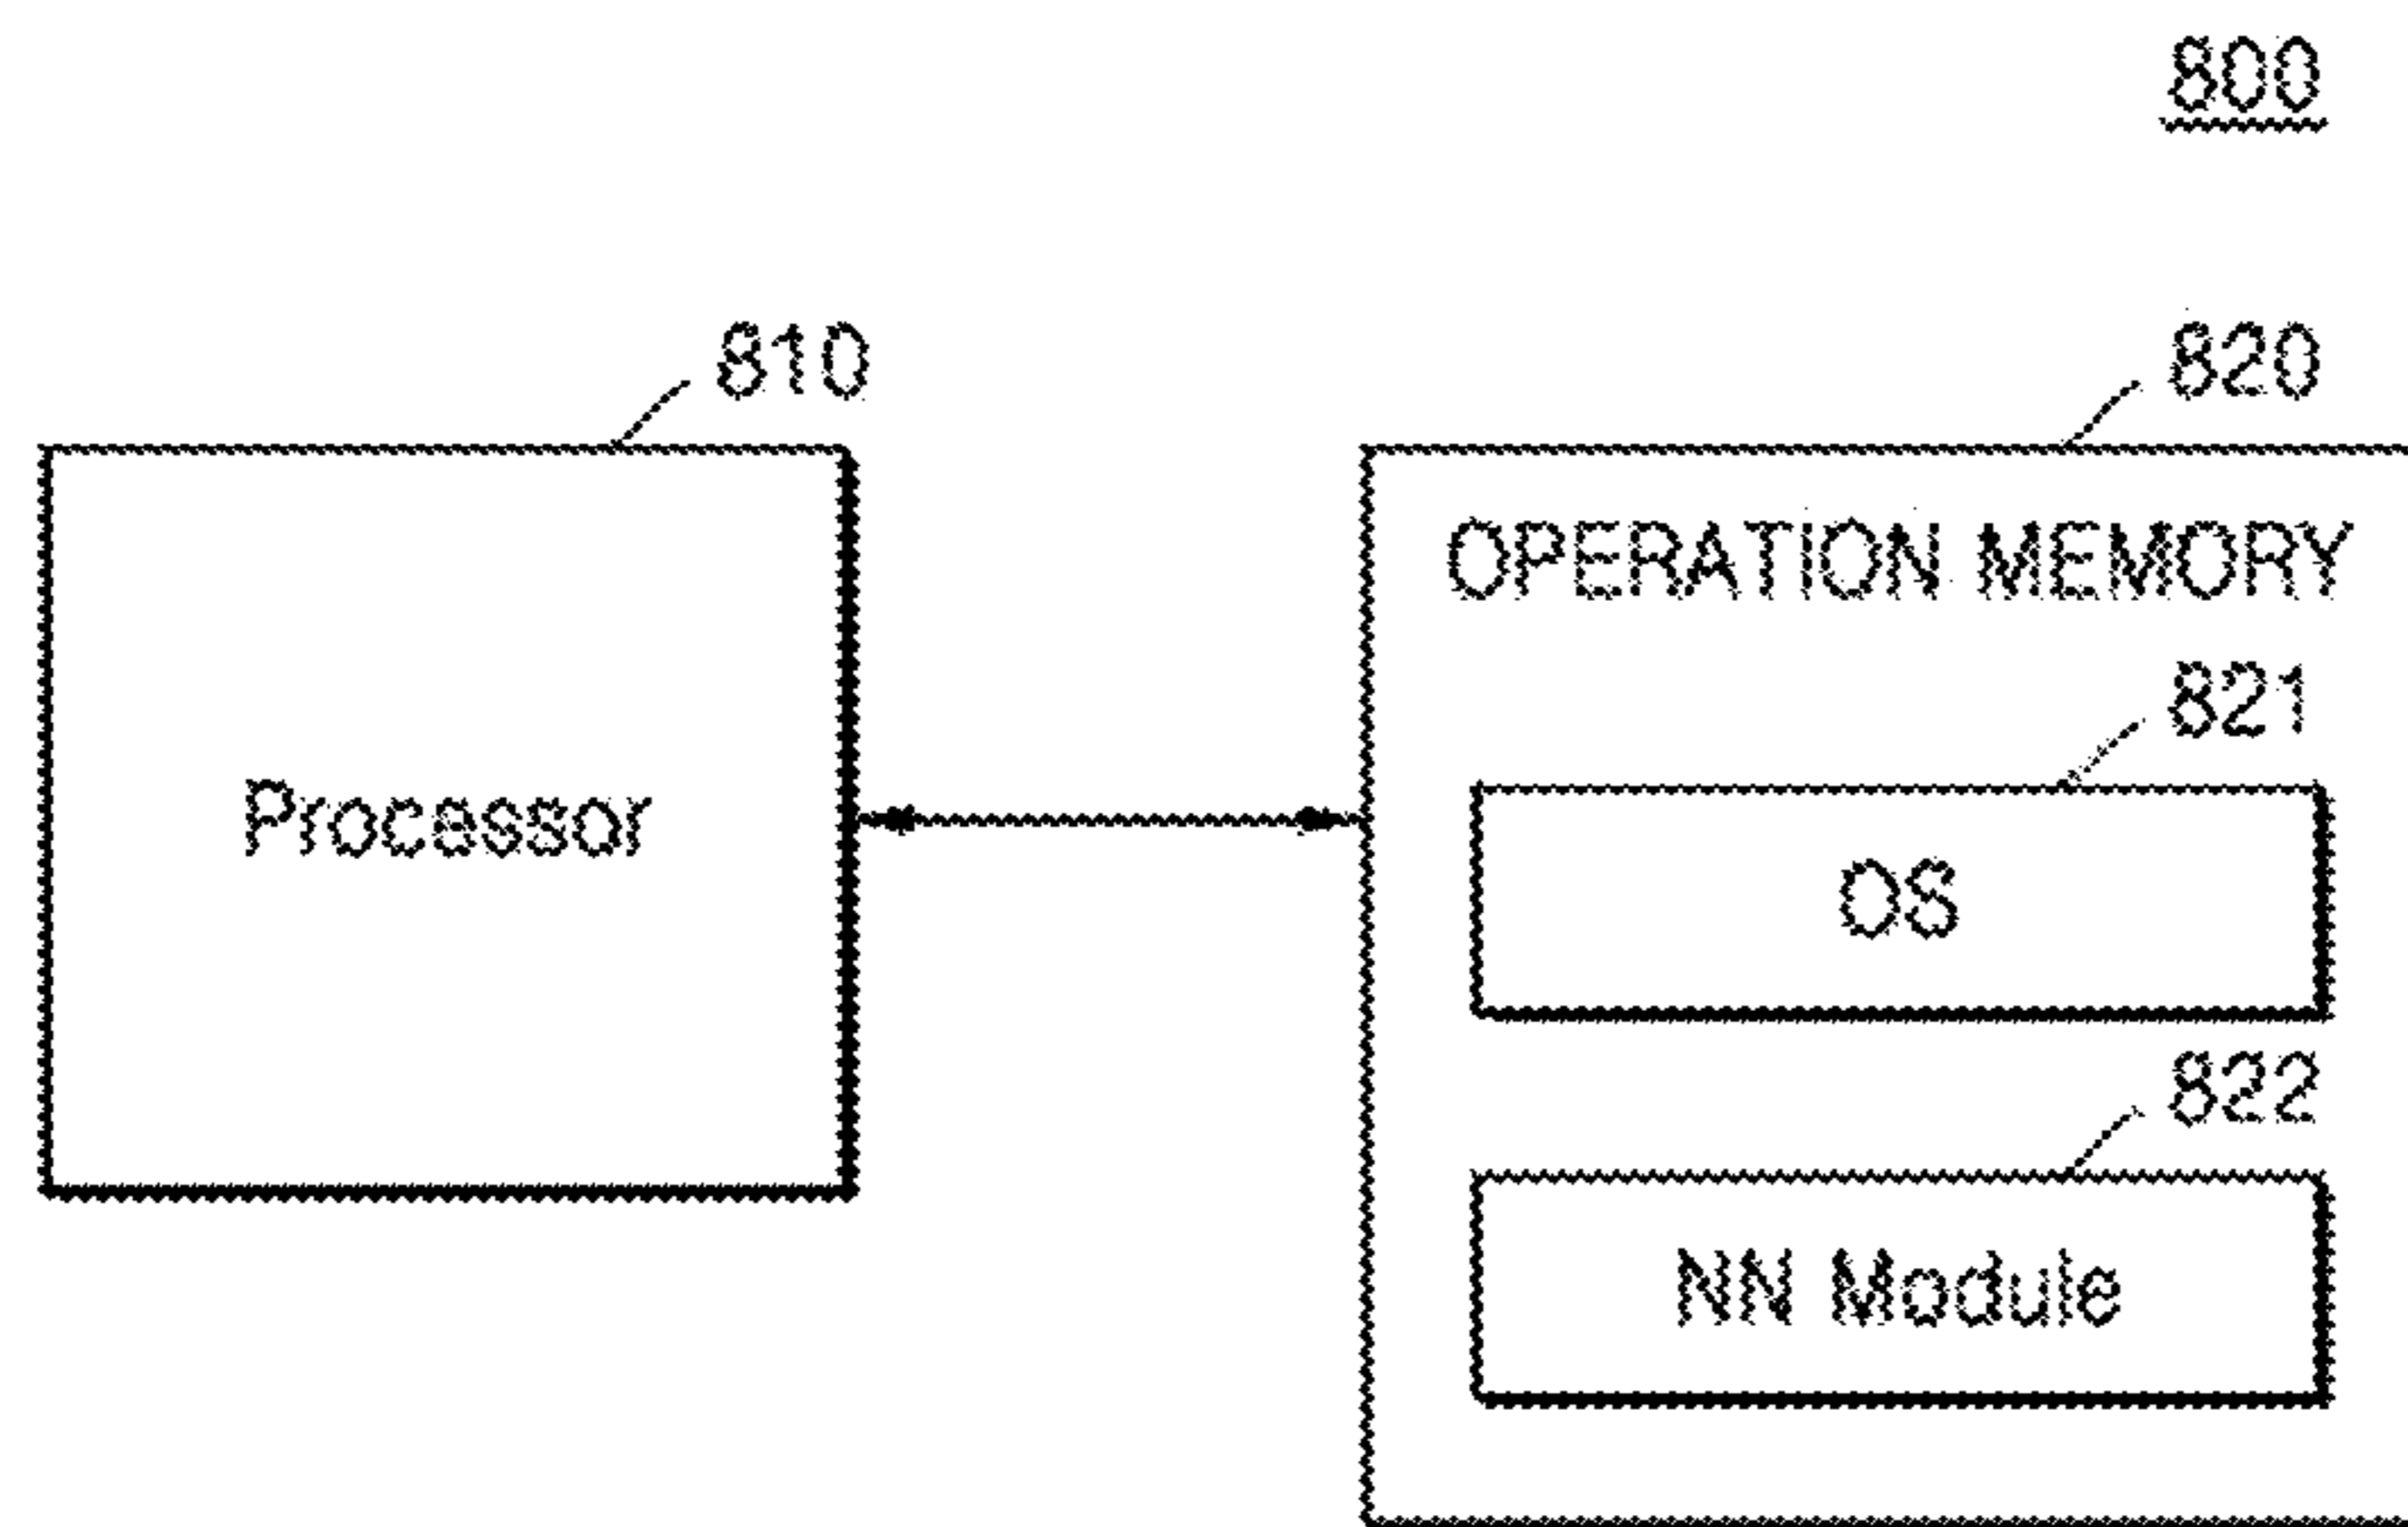 800
810
820
OPERATION MEMORY
821
Processor
OS
822
NN Module